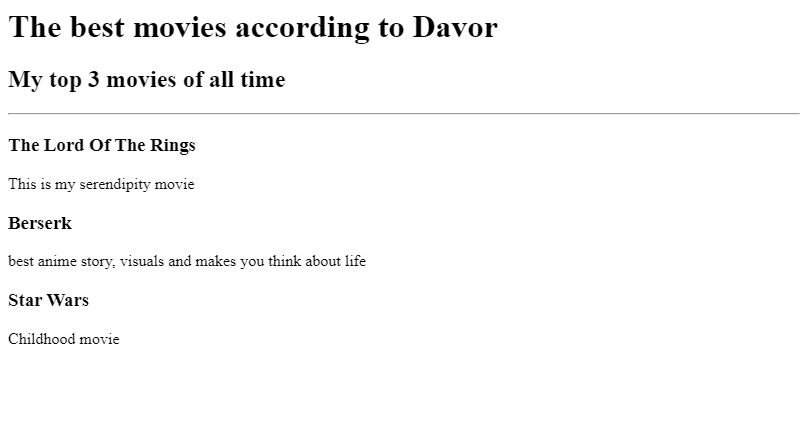 The best movies according to Davor
My top 3 movies of all time
The Lord Of The Rings
This is my serendipity movie
Berserk
best anime story, visuals and makes you think about life
Star Wars
Childhood movie